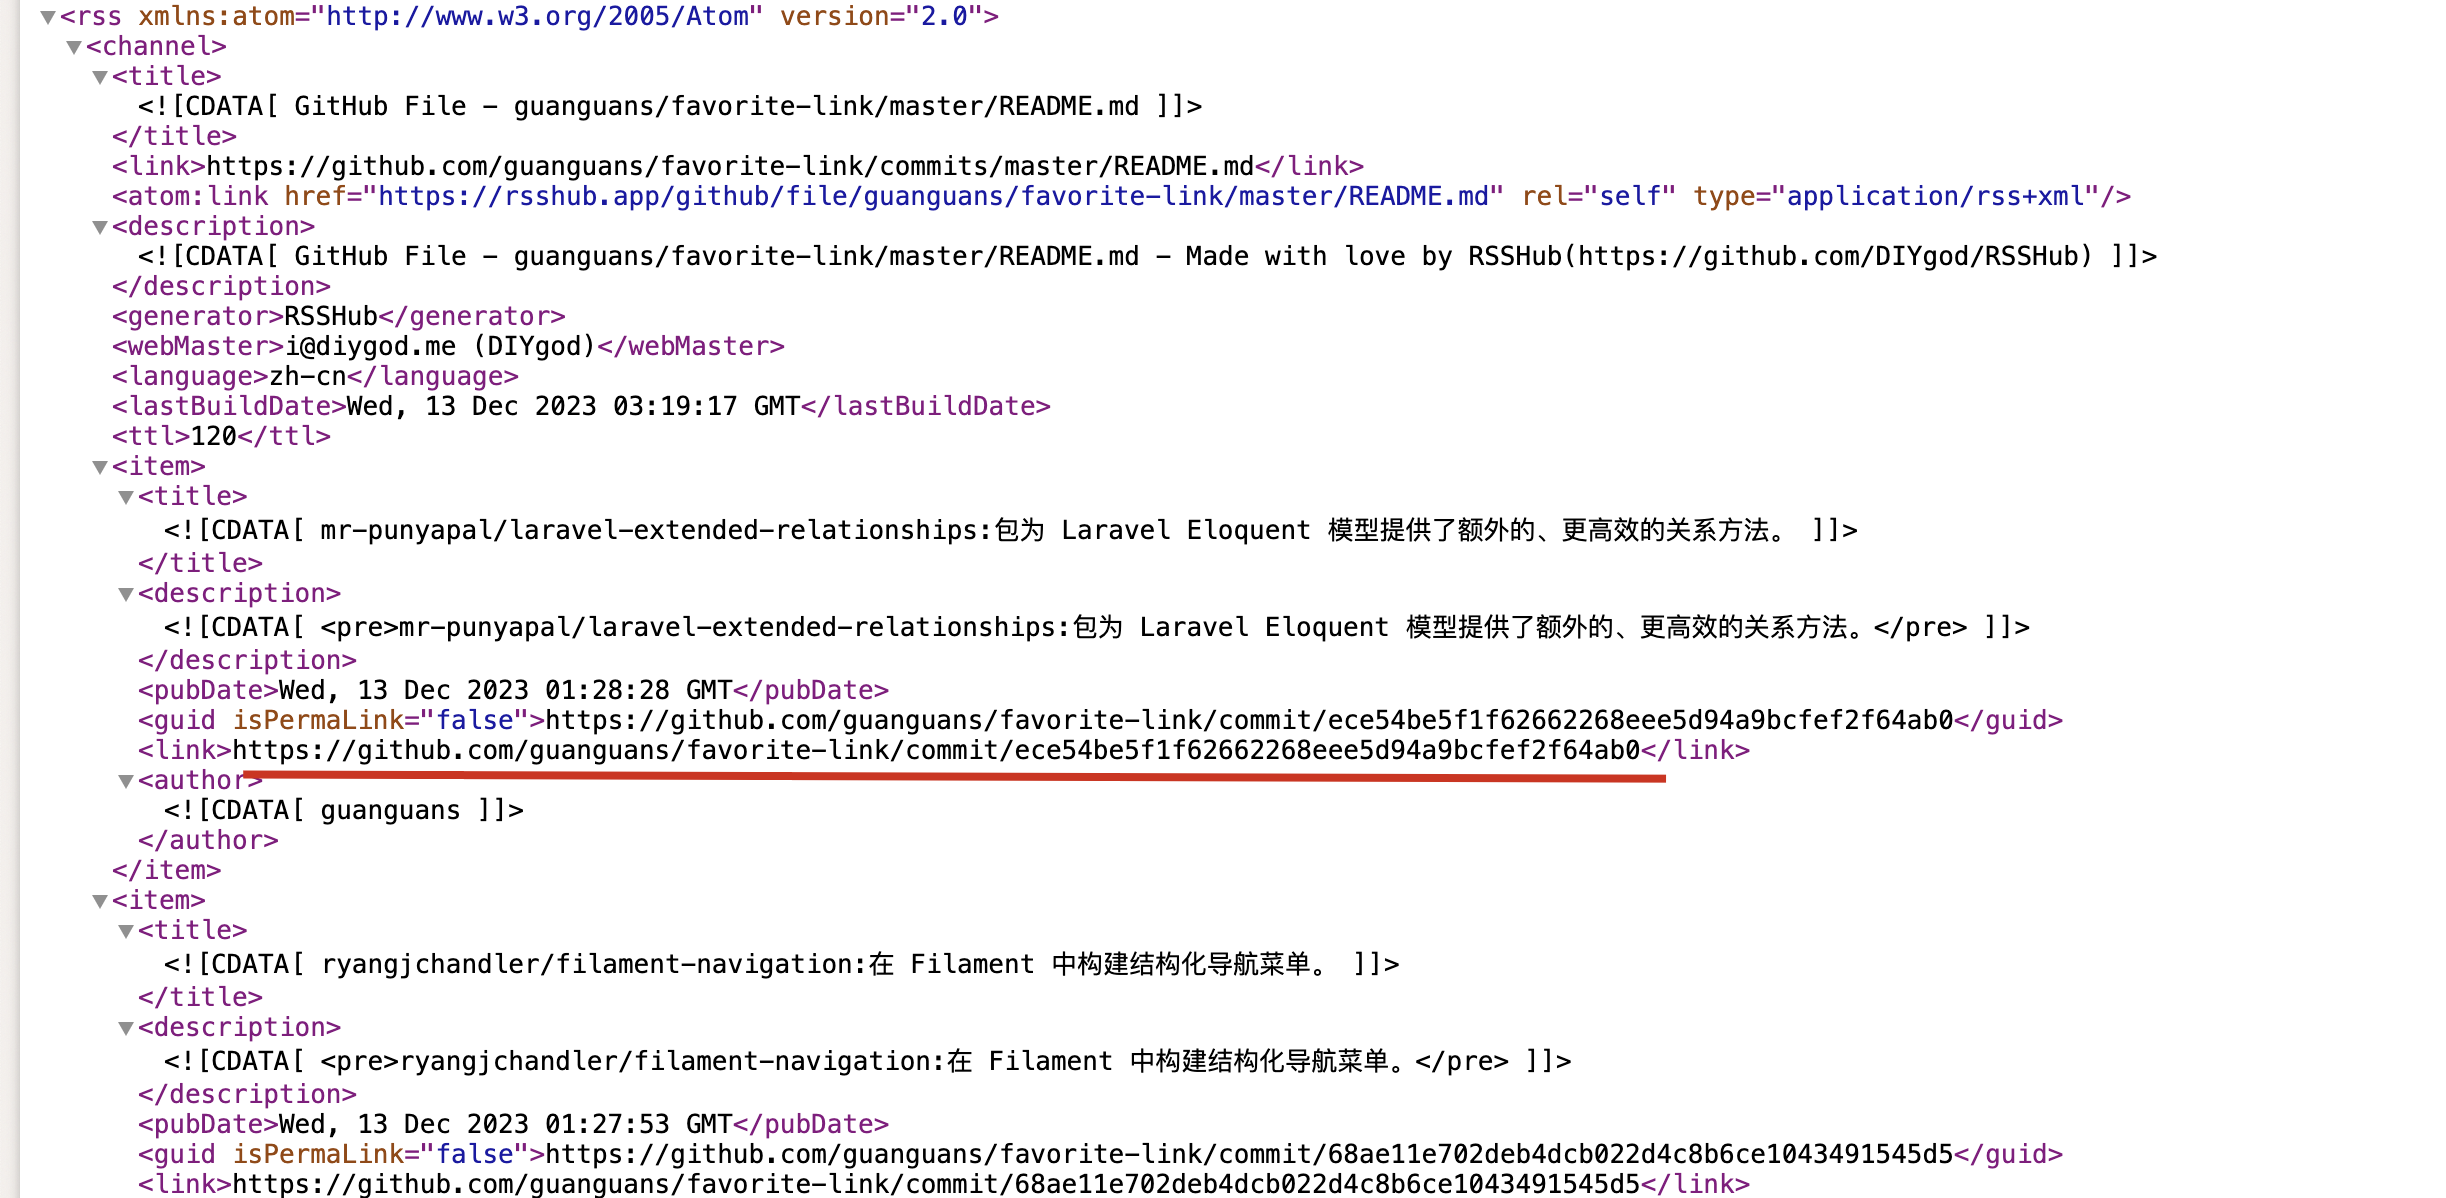 <rss xmlns:atom="http://www.w3.org/2005/Atom" version="2.0">
<channel>
<title>
<![CDATA[ GitHub File - guanguans/favorite-link/master/README.md ]]>
</title>
<link>https://github.com/guanguans/favorite-link/commits/master/README.md</link>
<atom:link href="https://rsshub.app/github/file/guanguans/favorite-link/master/README.md" rel="self" type="application/rss+xml"/>
<description>
<![CDATA[ GitHub File - guanguans/favorite-link/master/README.md - Made with love by RSSHub(https://github.com/DIYgod/RSSHub) ]]>
</description>
<generator>RSSHub</generator>
<webMaster>i@diygod.me (DIYgod)</webMaster>
<language>zh-cn</language>
<lastBuildDate>Wed, 13 Dec 2023 03:19:17 GMT</lastBuildDate>
<ttl>120</ttl>
<item>
<title>
<![CDATA[ mr-punyapal/laravel-extended-relationships:包为 Laravel Eloquent 模型提供了额外的、更高效的关系方法。 ]]>
</title>
<description>
<![CDATA[ <pre>mr-punyapal/laravel-extended-relationships:包为 Laravel Eloquent 模型提供了额外的、更高效的关系方法。</pre> ]]>
</description>
<pubDate>Wed, 13 Dec 2023 01:28:28 GMT</pubDate>
<guid isPermaLink="false">https://github.com/guanguans/favorite-link/commit/ece54be5f1f62662268eee5d94a9bcfef2f64ab0</guid>
<link>https://github.com/guanguans/favorite-link/commit/ece54be5f1f62662268eee5d94a9bcfef2f64ab0</link>
<author>
<![CDATA[ guanguans ]]>
</author>
</item>
<item>
<title>
<![CDATA[ ryangjchandler/filament-navigation:在 Filament 中构建结构化导航菜单。 ]]>
</title>
<description>
<![CDATA[ <pre>ryangjchandler/filament-navigation:在 Filament 中构建结构化导航菜单。</pre> ]]>
</description>
<pubDate>Wed, 13 Dec 2023 01:27:53 GMT</pubDate>
<guid isPermaLink="false">https://github.com/guanguans/favorite-link/commit/68ae11e702deb4dcb022d4c8b6ce1043491545d5</guid>
<link>https://github.com/guanguans/favorite-link/commit/68ae11e702deb4dcb022d4c8b6ce1043491545d5</link>